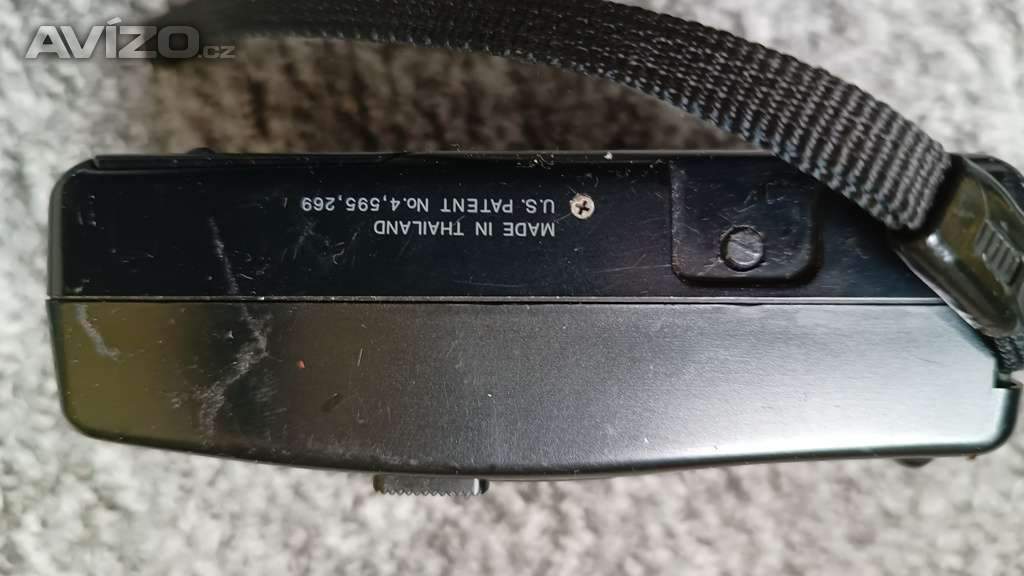 AVÍZO.cz
MADE IN THAILAND
U.S. PATENT No.4,595,269